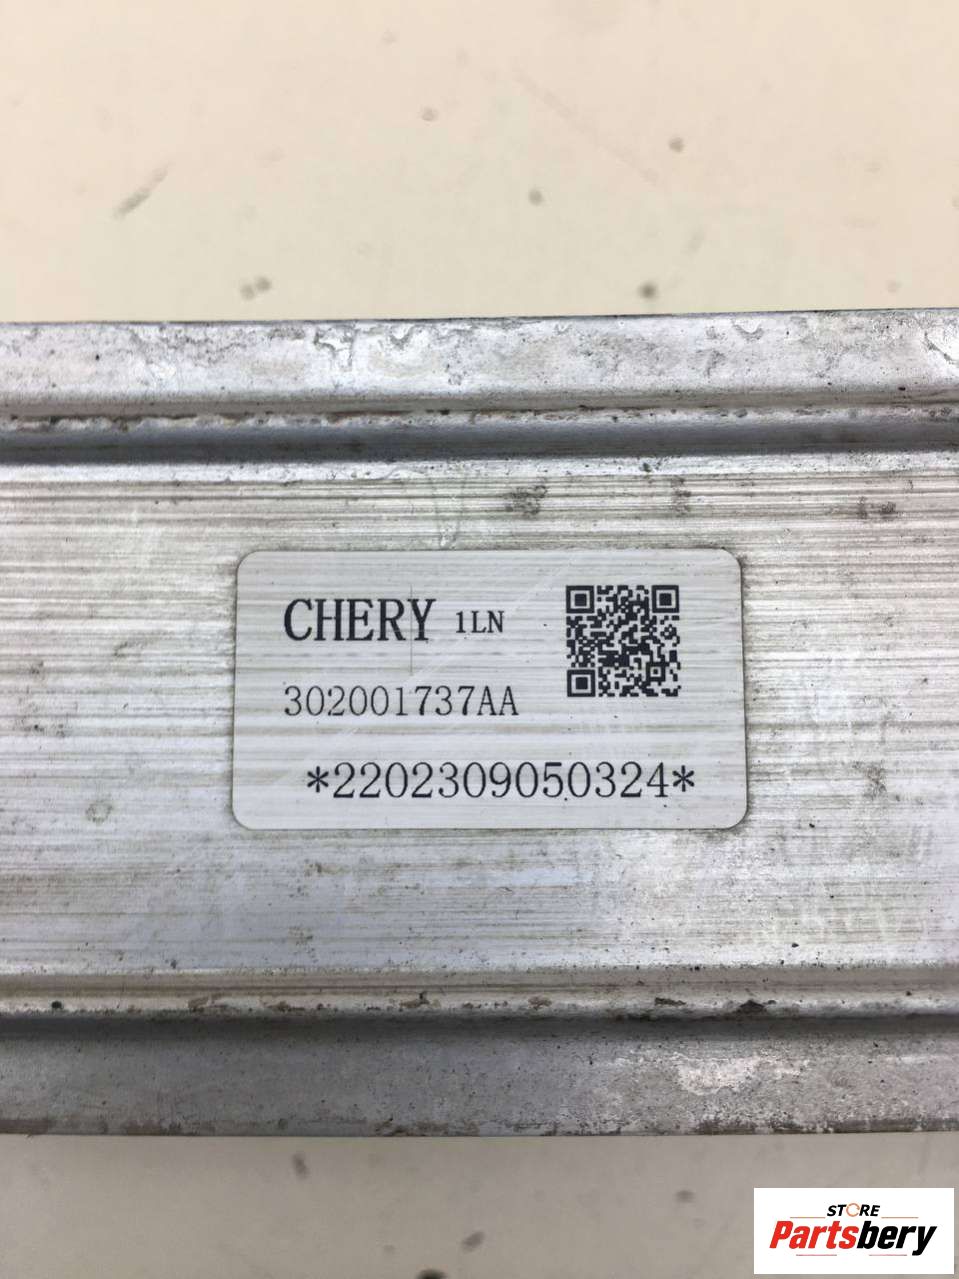 CHERY 1LN
302001737AA
*2202309050324*
STORE
Partsbery